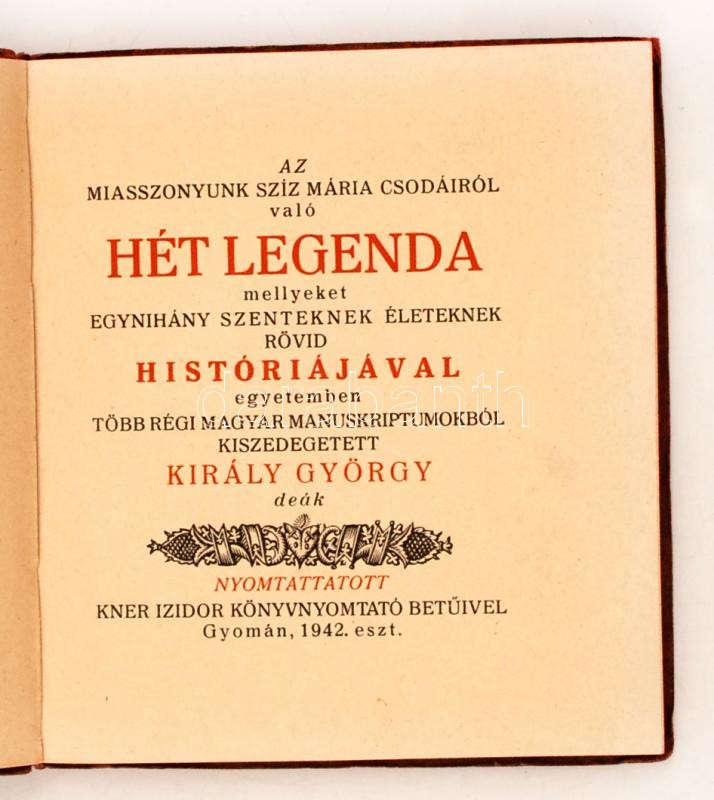 AZ
MIASSZONYUNK SZÍZ MÁRIA CSODÁIRÓL
való
HÉT LEGENDA
mellyeket
EGYNIHÁNY SZENTEKNEK ÉLETEKNEK
RÖVID
HISTÓRIÁJÁVAL
egyetemben
TÖBB RÉGI MAGYAR MANUSKRIPTUMOKBÓL
KISZEDEGETETT
KIRÁLY GYÖRGY
deák
NYOMTATTATOTT
KNER IZIDOR KÖNYVNYOMTATÓ BETŰIVEL
Gyomán, 1942. eszt.
darabanth